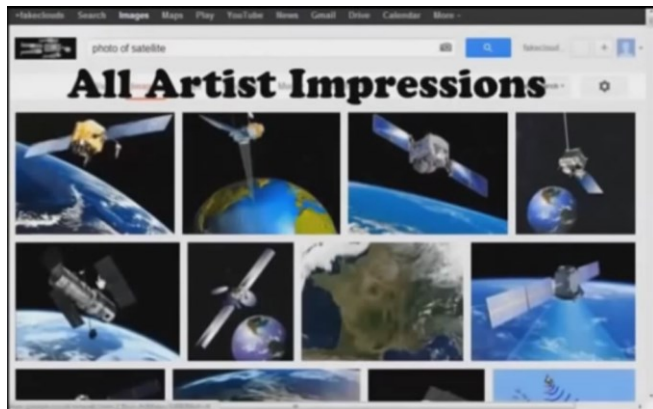 +fakeclouds Search Images Maps Play YouTube News Gmail Drive Calendar More
photo of satellite
fakecloud...
All Artist Impressions